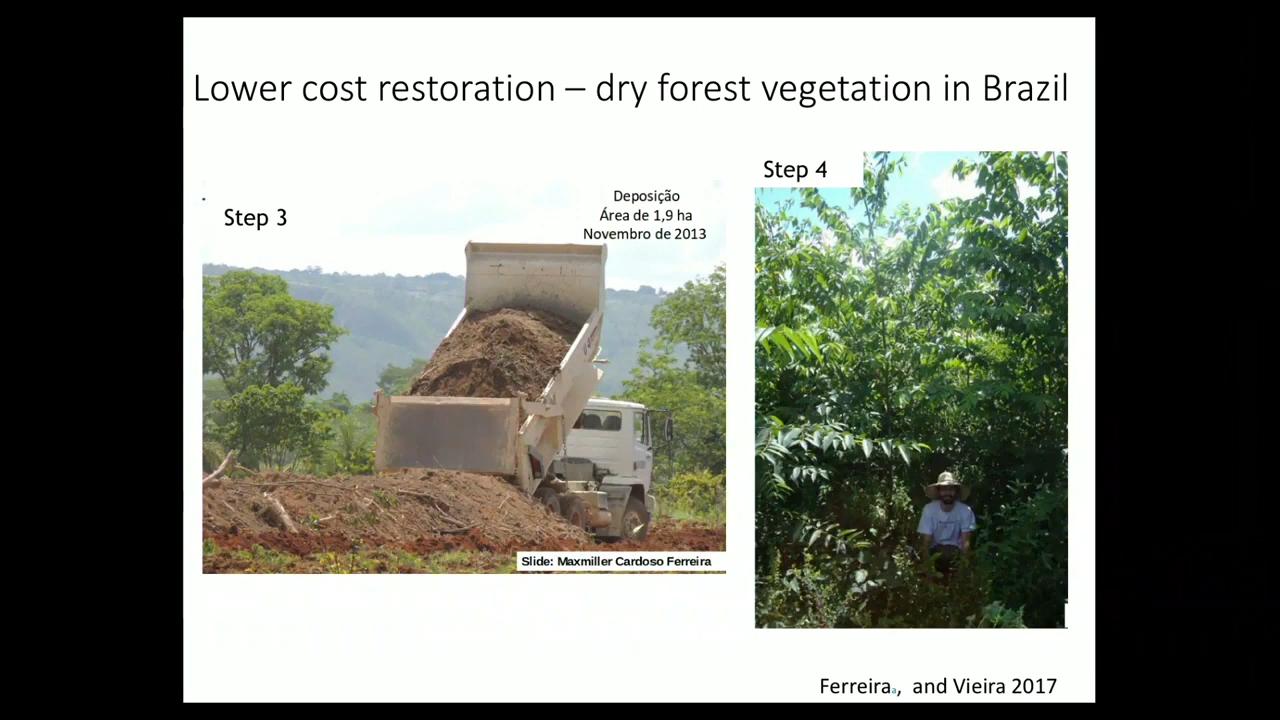 Lower cost restoration – dry forest vegetation in Brazil
Step 3
Deposição
Área de 1,9 ha
Novembro de 2013
Slide: Maxmiller Cardoso Ferreira
Step 4
Ferreiraa, and Vieira 2017